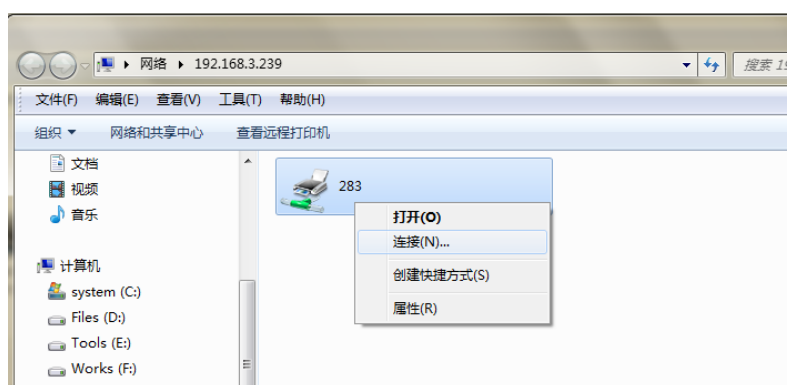 网络 192.168.3.239 搜索 19
文件(F) 编辑(E) 查看(V) 工具(T) 帮助(H)
组织 网络和共享中心 查看远程打印机
文档
视频
音乐
计算机
system (C:)
Files (D:)
Tools (E:)
Works (F:)
283
打开(O)
连接(N)...
创建快捷方式(S)
属性(R)